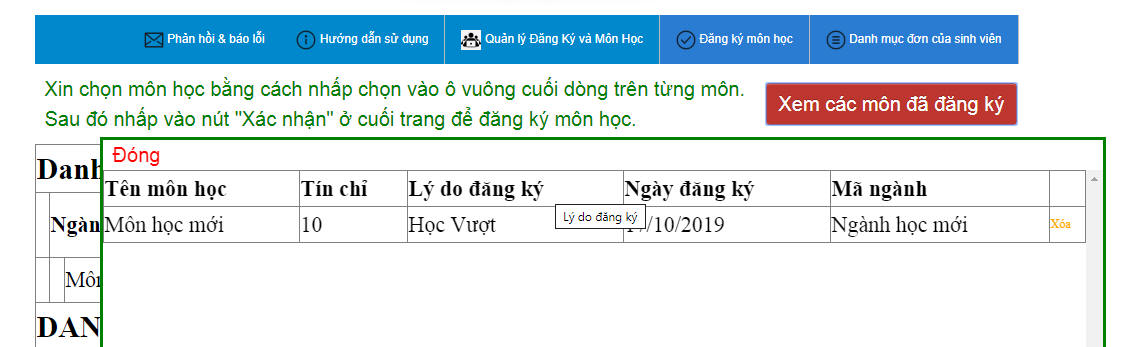 Phản hồi & báo lỗi Hướng dẫn sử dụng Quản lý Đăng Ký và Môn Học Đăng ký môn học Danh mục đơn của sinh viên
Xin chọn môn học bằng cách nhấp chọn vào ô vuông cuối dòng trên từng môn.
Sau đó nhấp vào nút "Xác nhận" ở cuối trang để đăng ký môn học.
Xem các môn đã đăng ký
Đóng
Danh
Tên môn học Tín chỉ Lý do đăng ký Ngày đăng ký Mã ngành
Ngàn
Môn học mới 10 Học Vượt /10/2019 Ngành học mới Xóa
Lý do đăng ký
Môn
DAN